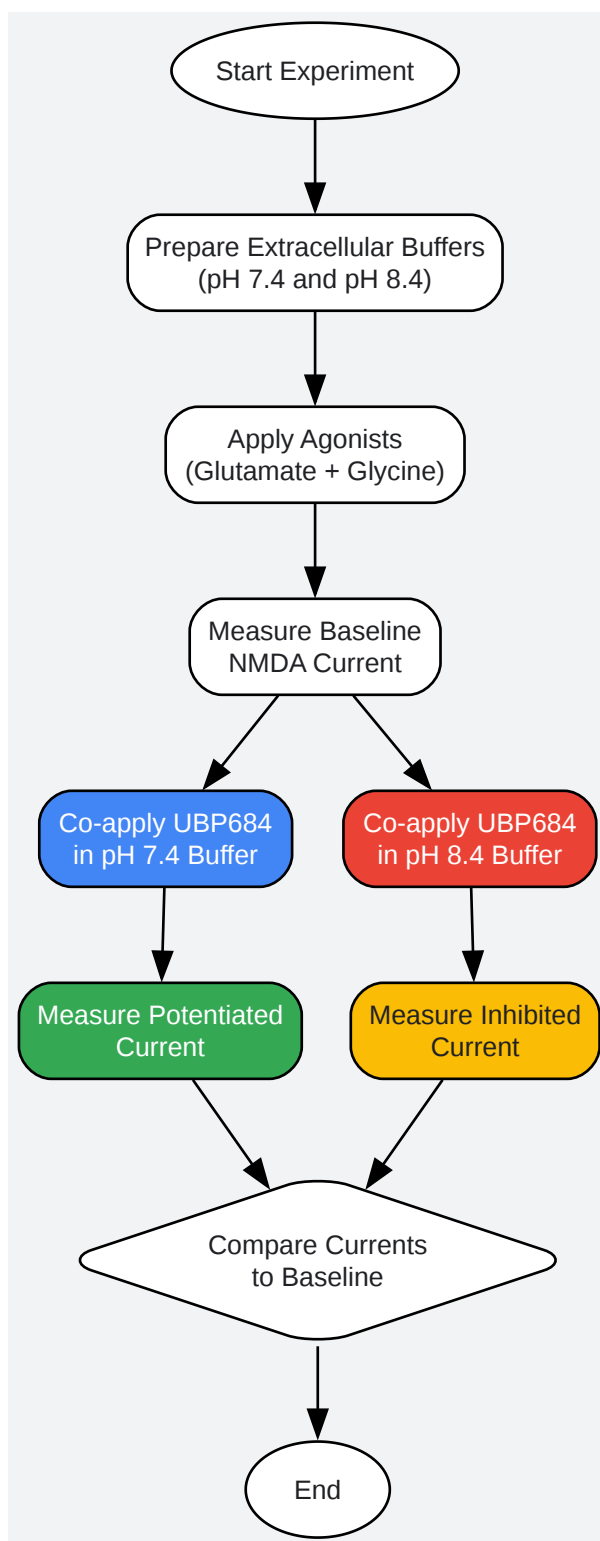 Start Experiment
Prepare Extracellular Buffers
(pH 7.4 and pH 8.4)
Apply Agonists
(Glutamate + Glycine)
Measure Baseline
NMDA Current
Co-apply UBP684
in pH 7.4 Buffer
Co-apply UBP684
in pH 8.4 Buffer
Measure Potentiated
Current
Measure Inhibited
Current
Compare Currents
to Baseline
End